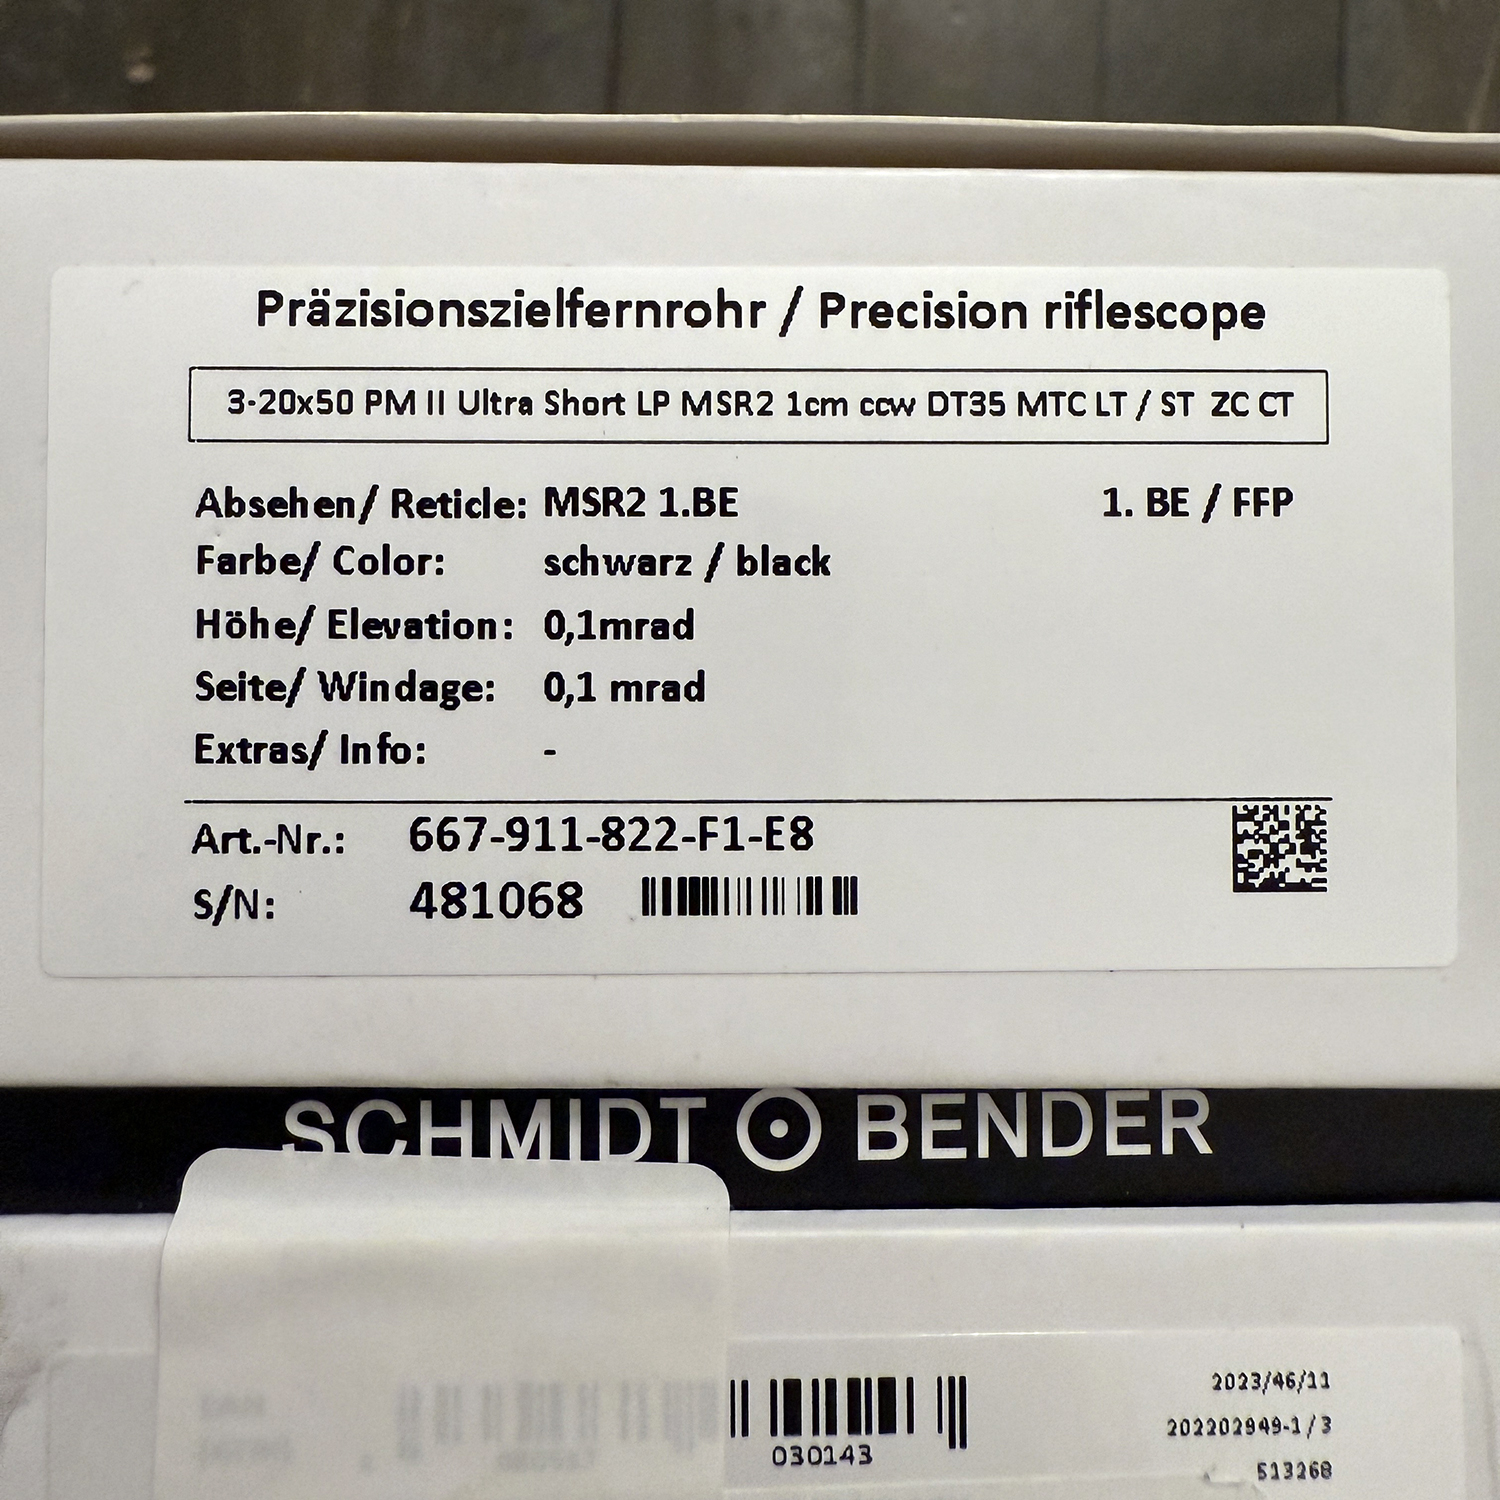 Präzisionszielfernrohr / Precision riflescope
3-20x50 PM II Ultra Short LP MSR2 1cm ccw DT35 MTC LT / ST ZC CT
Absehen/ Reticle: MSR2 1.BE 1. BE / FFP
Farbe/ Color: schwarz / black
Höhe/ Elevation: 0,1mrad
Seite/ Windage: 0,1 mrad
Extras/ Info: -
Art.-Nr.: 667-911-822-F1-E8
S/N: 481068
SCHMIDT BENDER
2023/46/11
202202949-1/3
030143
513268